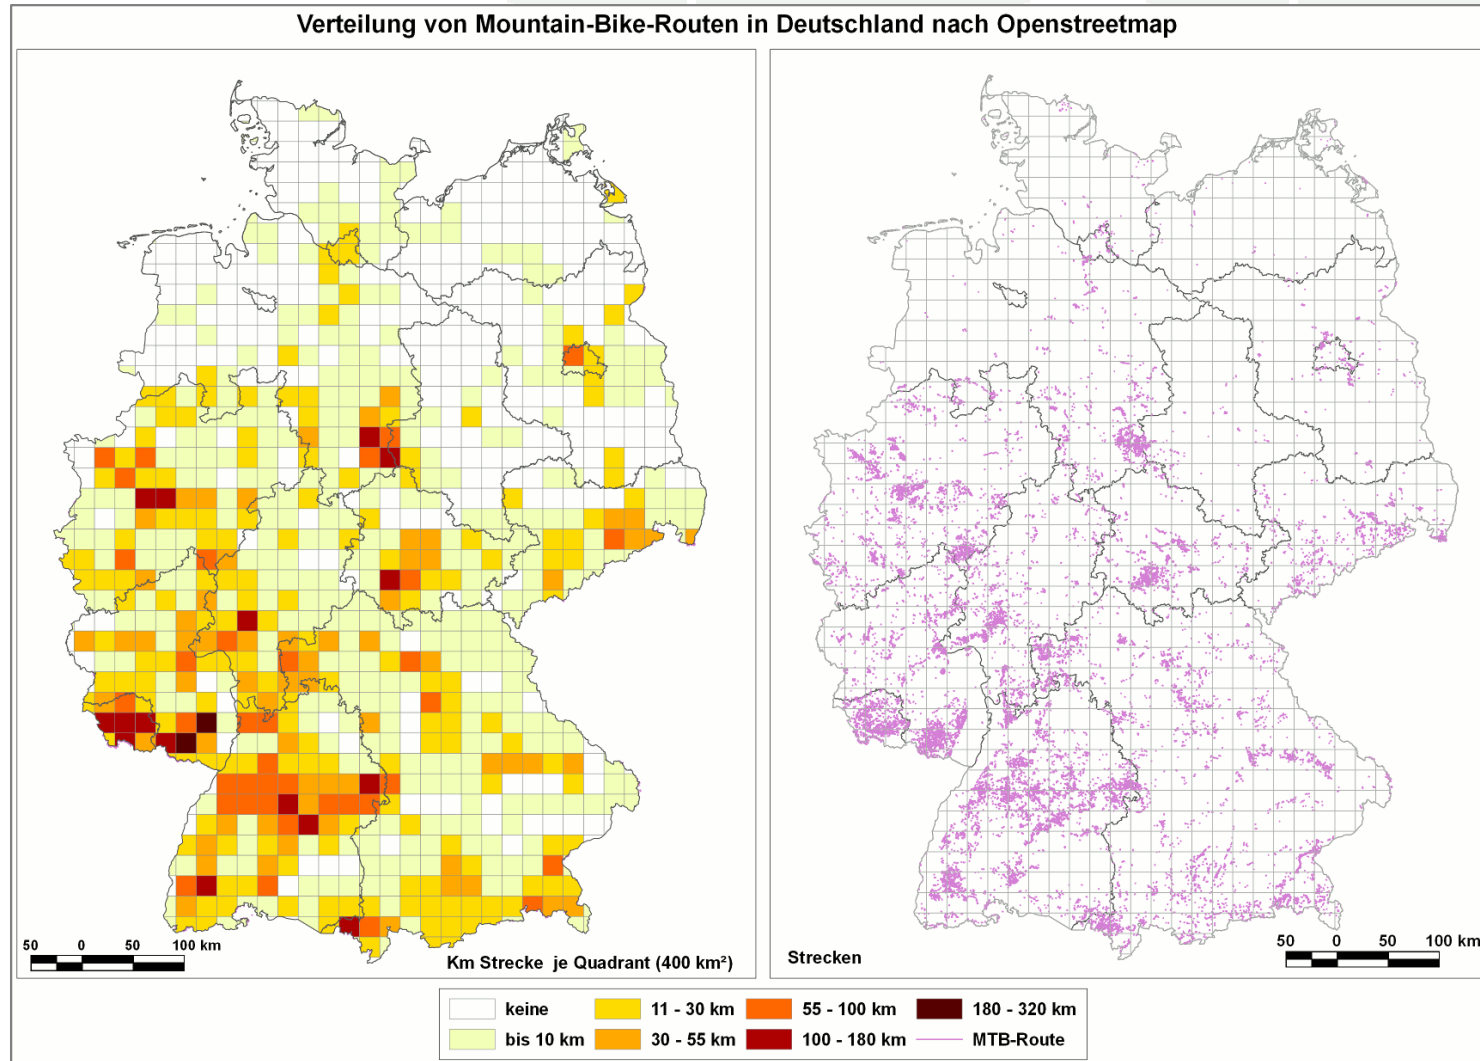 Verteilung von Mountain-Bike-Routen in Deutschland nach Openstreetmap
50 0 50 100 km
Km Strecke je Quadrant (400 km²)
Strecken
50 0 50 100 km
keine
11 - 30 km
55 - 100 km
180 - 320 km
bis 10 km
30 - 55 km
100 - 180 km
MTB-Route